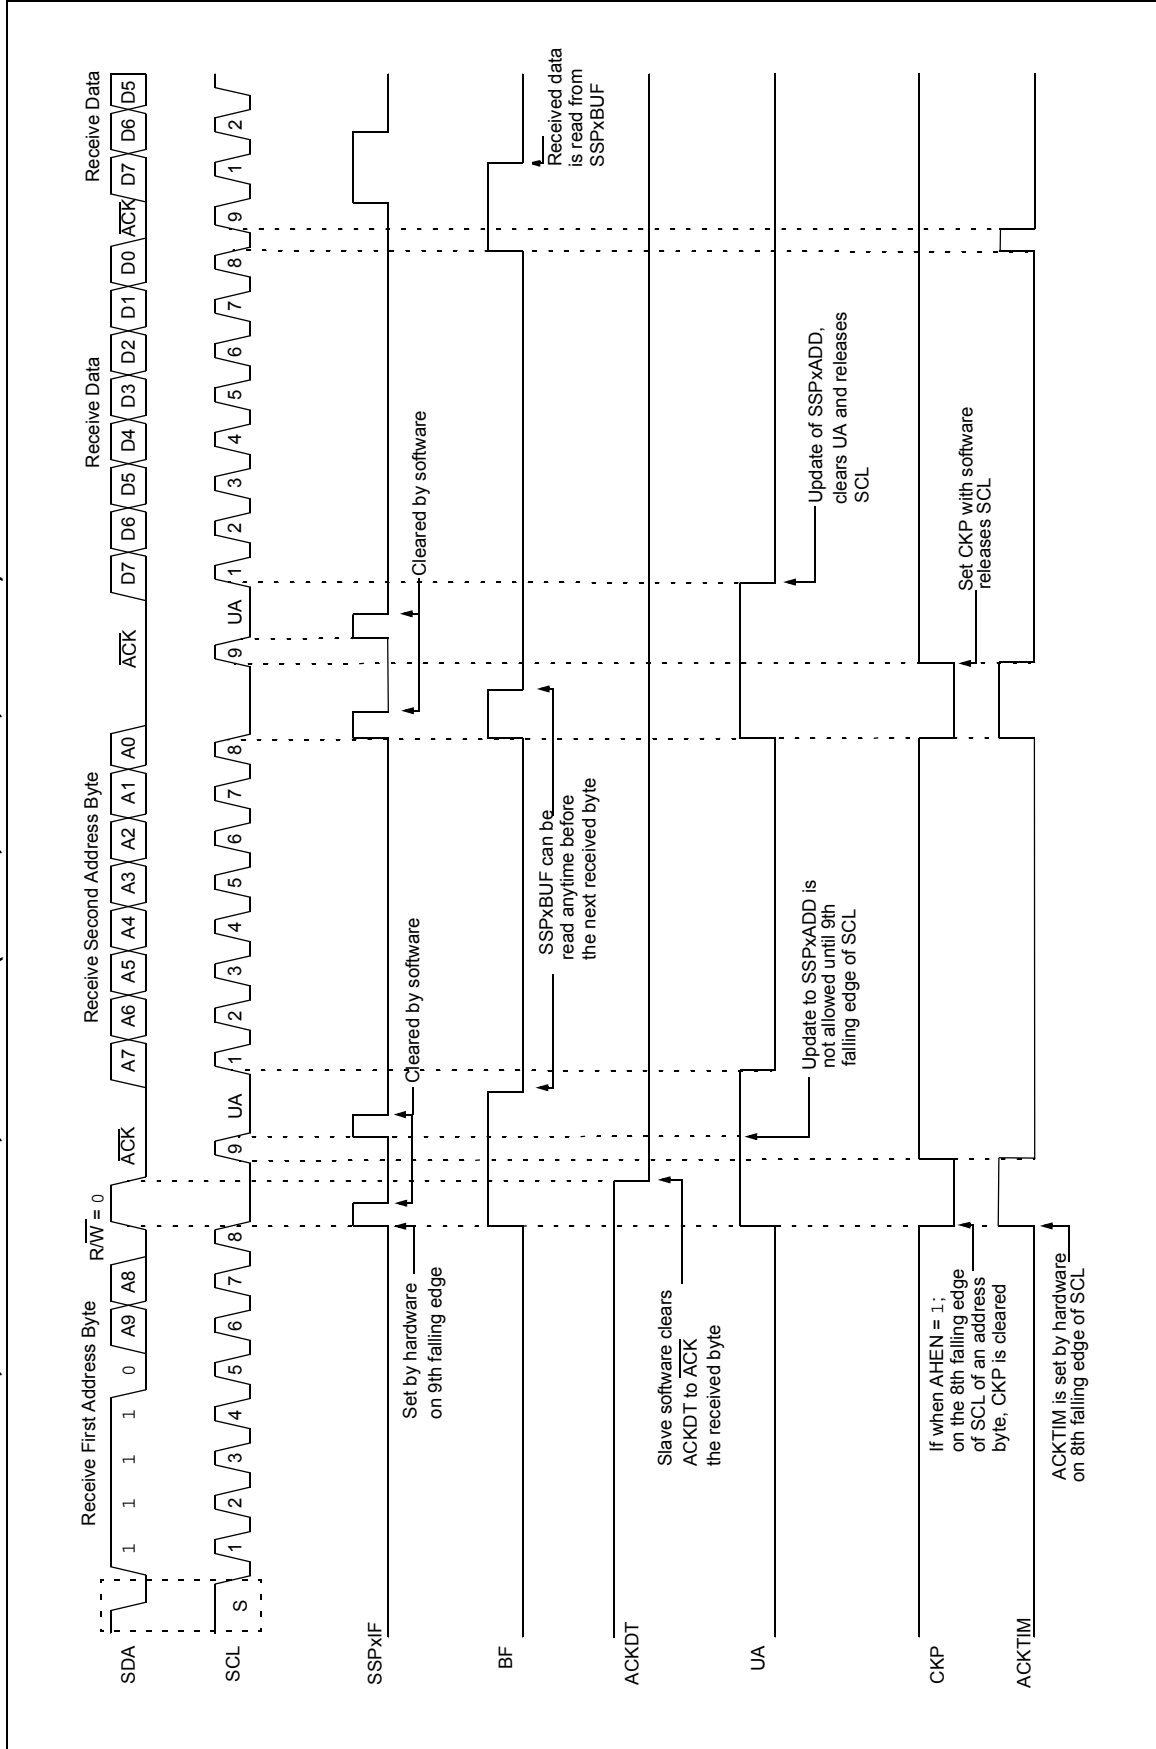 Receive First Address Byte
R/W = 0
Receive Second Address Byte
Receive Data
Receive Data
SDA
1 1 1 1 0 A9 A8 ACK A7 A6 A5 A4 A3 A2 A1 A0 ACK D7 D6 D5 D4 D3 D2 D1 D0 ACK D7 D6 D5
SCL
S 1 2 3 4 5 6 7 8 9 UA 1 2 3 4 5 6 7 8 9 UA 1 2 3 4 5 6 7 8 9 1 2
SSPxIF
Set by hardware
on 9th falling edge
Cleared by software
Cleared by software
BF
SSPxBUF can be
read anytime before
the next received byte
Received data
is read from
SSPxBUF
ACKDT
Slave software clears
ACKDT to ACK
the received byte
UA
Update to SSPxADD is
not allowed until 9th
falling edge of SCL
Update of SSPxADD,
clears UA and releases
SCL
CKP
If when AHEN = 1;
on the 8th falling edge
of SCL of an address
byte, CKP is cleared
Set CKP with software
releases SCL
ACKTIM
ACKTIM is set by hardware
on 8th falling edge of SCL